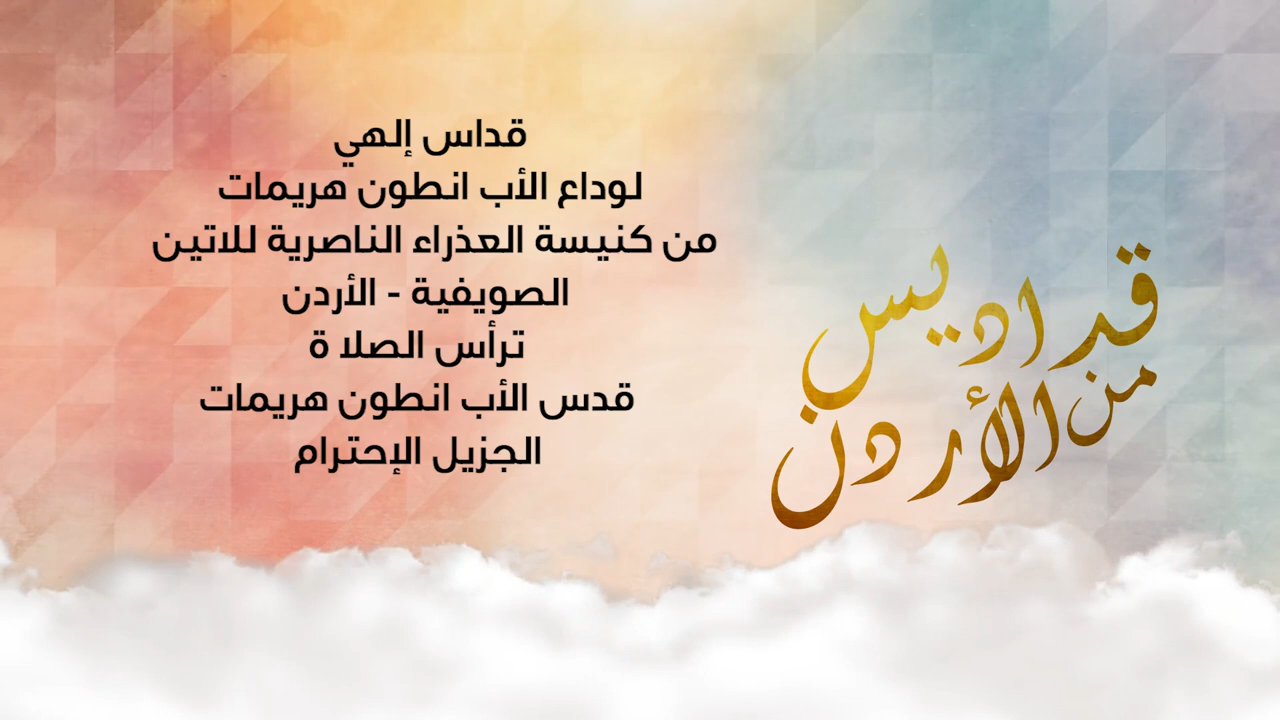 قداس إلهي
لوداع الأب انطون هريمات
من كنيسة العذراء الناصرية للاتين
الصويفية - الأردن
ترأس الصلا ة
قدس الأب انطون هريمات
الجزيل الإحترام
قداديس
من الأردن